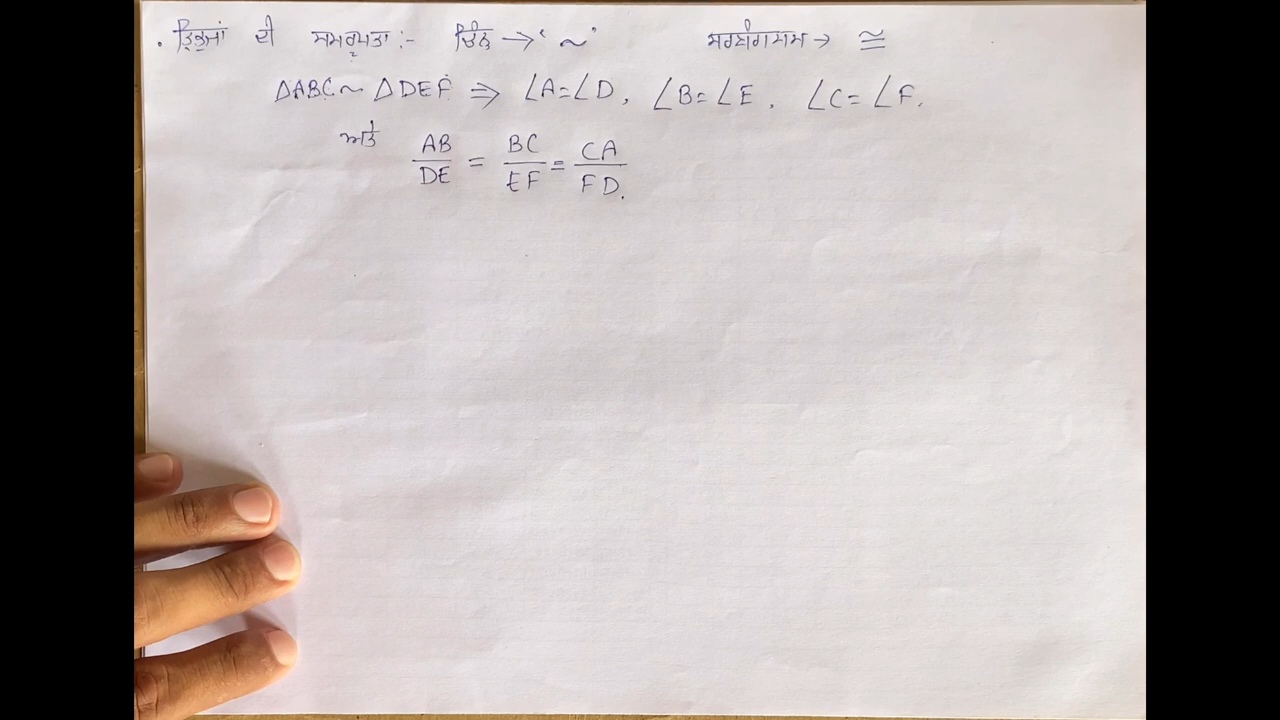 . ਤ੍ਰਿਭੁਜਾਂ ਦੀ ਸਮਰੂਪਤਾ :- ਚਿੰਨ੍ਹ → '~' ਸਰਬੰਗਸਮ → ≅
ΔABC ~ ΔDEF ⇒ ∠A=∠D, ∠B=∠E, ∠C=∠F.
ਅਤੇ AB/DE = BC/EF = CA/FD.